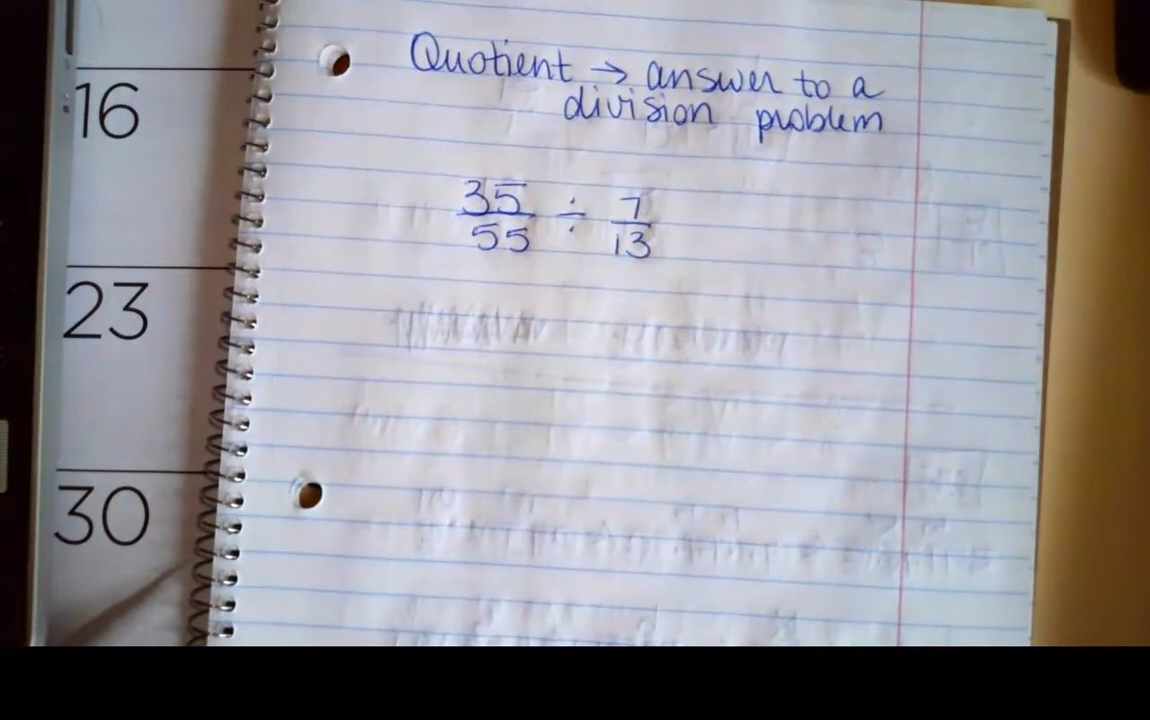 Quotient → answer to a
division problem
35/55 ÷ 7/13
16
23
30